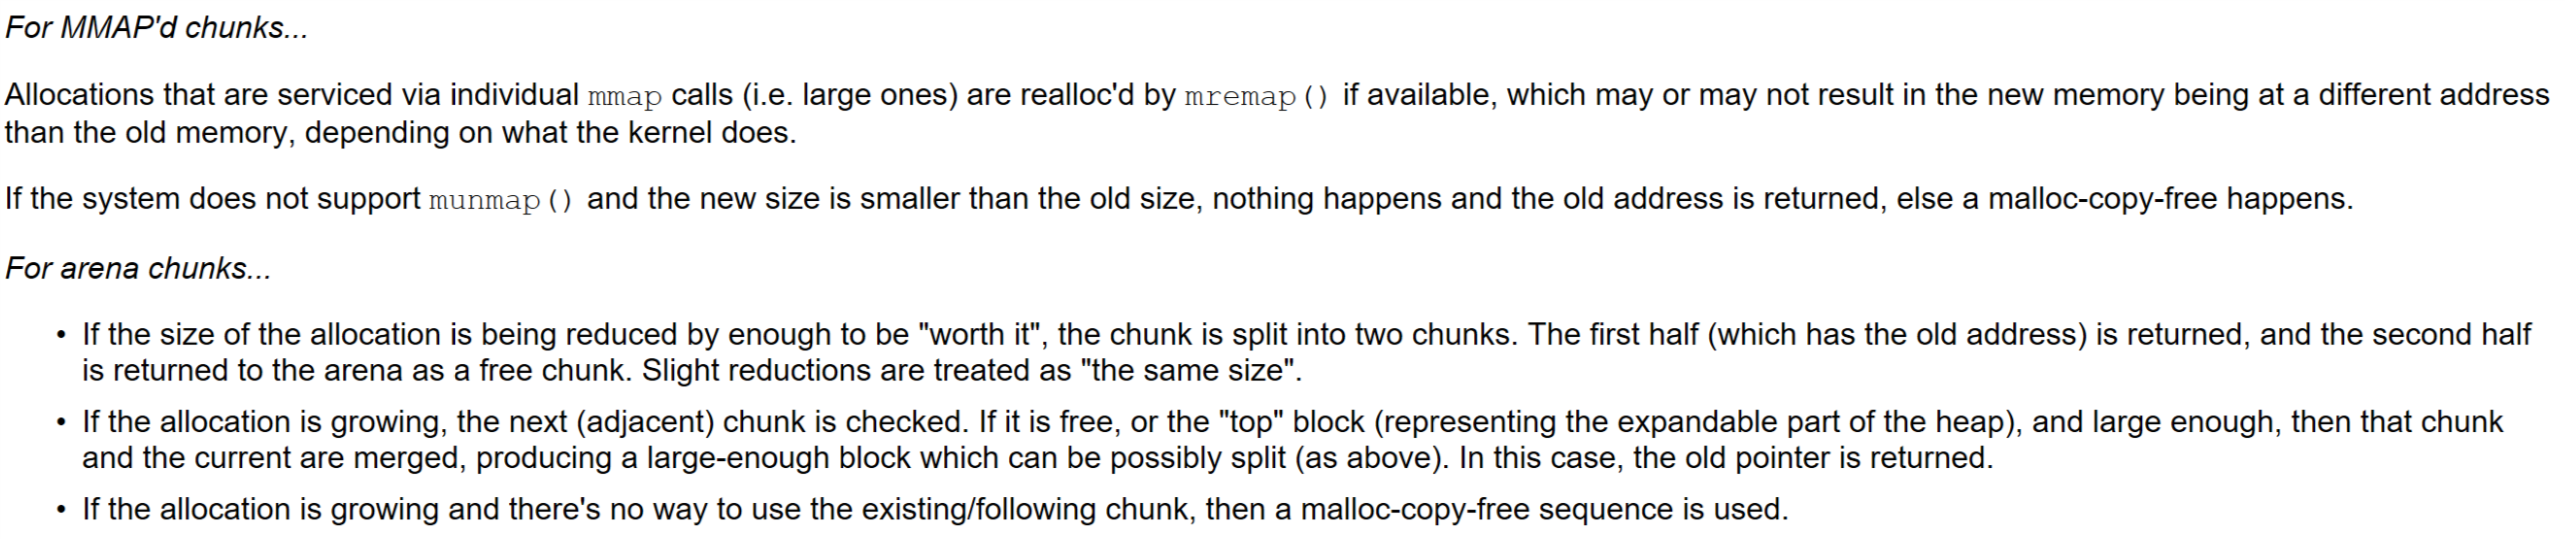 For MMAP'd chunks...
Allocations that are serviced via individual mmap calls (i.e. large ones) are realloc'd by mremap() if available, which may or may not result in the new memory being at a different address
than the old memory, depending on what the kernel does.
If the system does not support munmap() and the new size is smaller than the old size, nothing happens and the old address is returned, else a malloc-copy-free happens.
For arena chunks...
• If the size of the allocation is being reduced by enough to be "worth it", the chunk is split into two chunks. The first half (which has the old address) is returned, and the second half
is returned to the arena as a free chunk. Slight reductions are treated as "the same size".
• If the allocation is growing, the next (adjacent) chunk is checked. If it is free, or the "top" block (representing the expandable part of the heap), and large enough, then that chunk
and the current are merged, producing a large-enough block which can be possibly split (as above). In this case, the old pointer is returned.
• If the allocation is growing and there's no way to use the existing/following chunk, then a malloc-copy-free sequence is used.